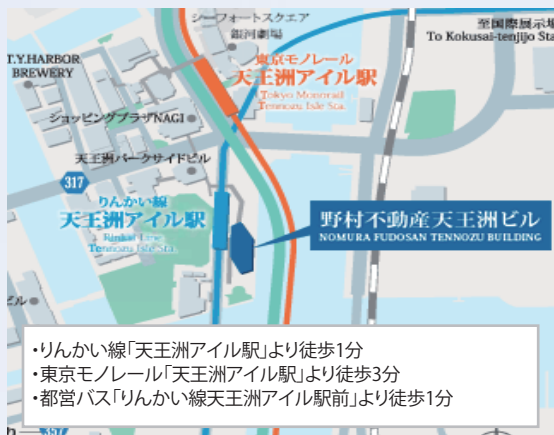 シーフォートスクエア
銀河劇場
至国際展示場
To Kokusai-tenjijo Sta
T.Y.HARBOR
BREWERY
東京モノレール
天王洲アイル駅
Tokyo Monorail
Tennozu Isle Sta.
ショッピングプラザNAGI
天王洲パークサイドビル
317
りんかい線
天王洲アイル駅
Rinkai Line
Tennozu Isle Sta.
野村不動産天王洲ビル
NOMURA FUDOSAN TENNOZU BUILDING
ビル
・りんかい線「天王洲アイル駅」より徒歩1分
・東京モノレール「天王洲アイル駅」より徒歩3分
・都営バス「りんかい線天王洲アイル駅前」より徒歩1分
357